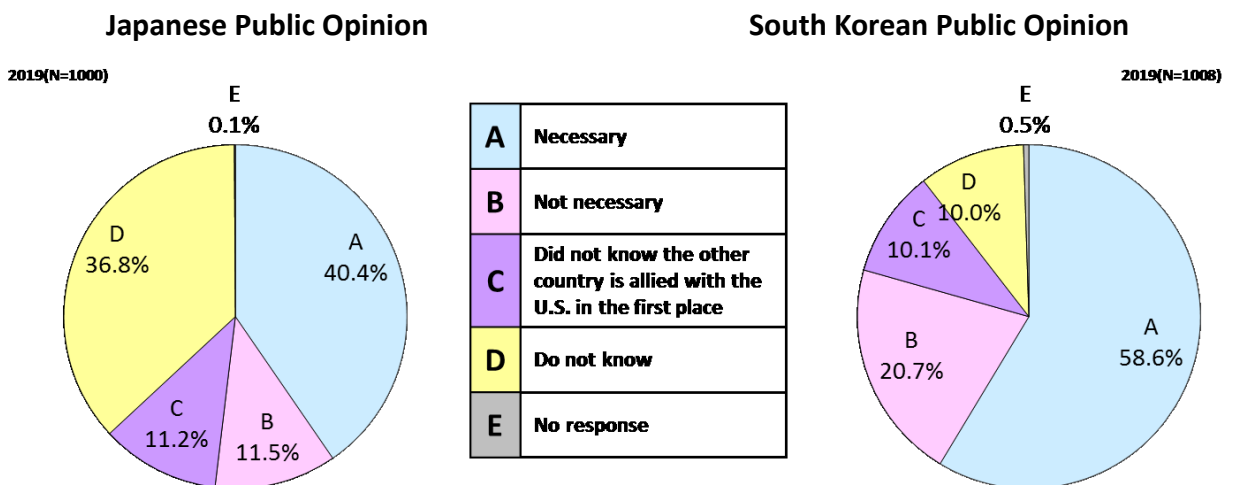 Japanese Public Opinion
South Korean Public Opinion
2019(N=1000)
2019(N=1008)
E
0.1%
A
40.4%
B
11.5%
C
11.2%
D
36.8%
A Necessary
B Not necessary
C Did not know the other
country is allied with the
U.S. in the first place
D Do not know
E No response
E
0.5%
D
10.0%
C
10.1%
B
20.7%
A
58.6%